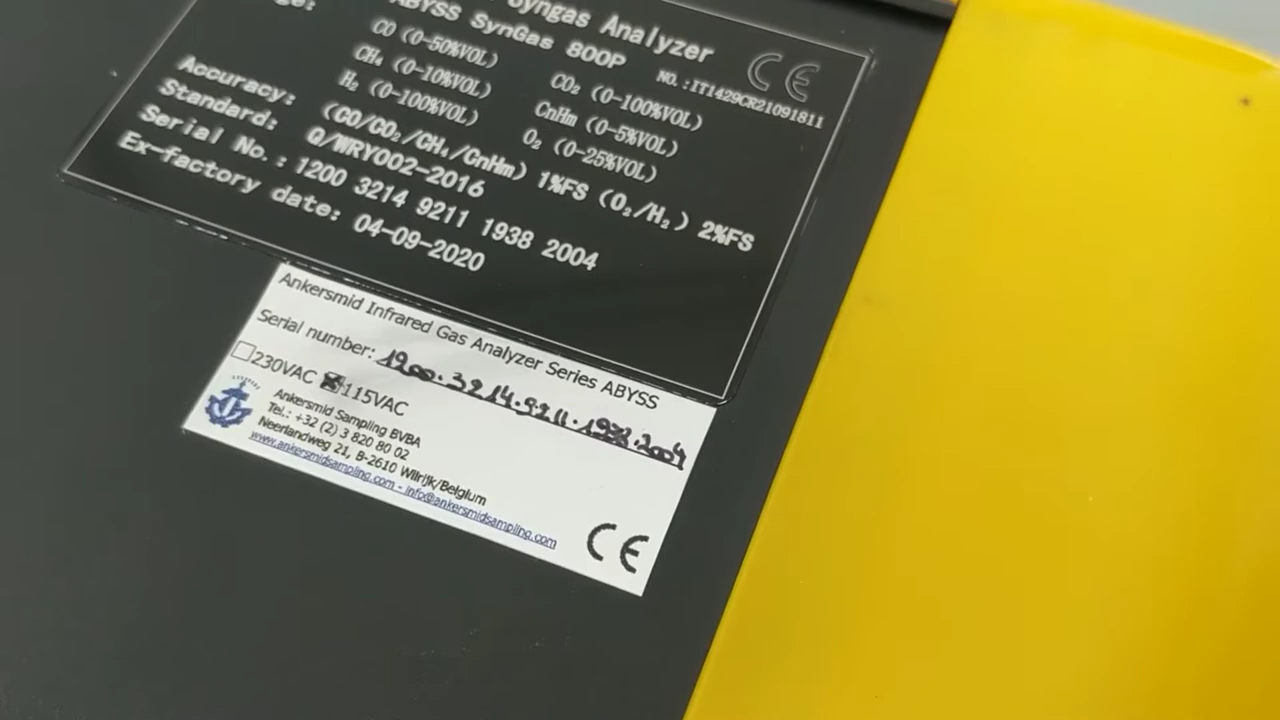 Syngas Analyzer
ABYSS SynGas 800P
CO (0-50%VOL) CO₂ (0-100%VOL)
CH₄ (0-10%VOL) CnHm (0-5%VOL)
H₂ (0-100%VOL) O₂ (0-25%VOL)
CE
NO.:IT1429CR21091811
Accuracy: (CO/CO₂/CH₄/CnHm) 1%FS (O₂/H₂) 2%FS
Standard: Q/WRY002-2016
Serial No.: 1200 3214 9211 1938 2004
Ex-factory date: 04-09-2020
Ankersmid Infrared Gas Analyzer Series ABYSS
Serial number: 1200.3214.9211.1938.2004
230VAC 115VAC
Ankersmid Sampling BVBA
Tel.: +32 (2) 3 820 80 02
Neerlandweg 21, B-2610 Wilrijk/Belgium
www.ankersmidsampling.com - info@ankersmidsampling.com
CE